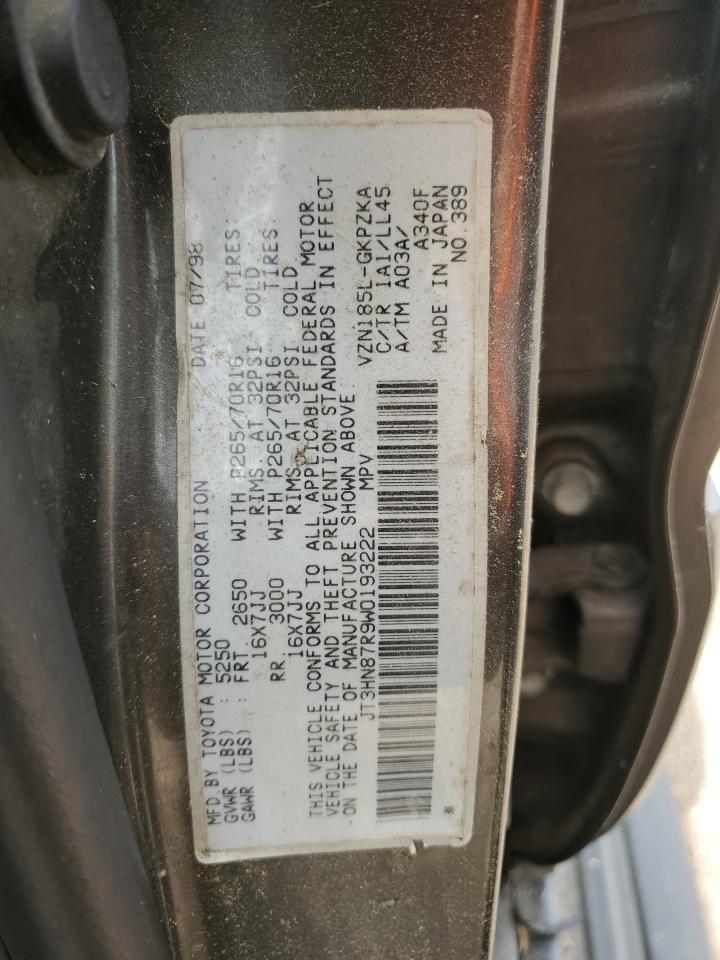 MFD. BY TOYOTA MOTOR CORPORATION DATE 07/98
GVWR (LBS) : 5250
GAWR (LBS) : FRT. 2650 WITH P265/70R16 TIRES:
16X7JJ RIMS, AT 32PSI COLD
RR. 3000 WITH P265/70R16 TIRES:
16X7JJ RIMS, AT 32PSI COLD
THIS VEHICLE CONFORMS TO ALL APPLICABLE FEDERAL MOTOR
VEHICLE SAFETY AND THEFT PREVENTION STANDARDS IN EFFECT
ON THE DATE OF MANUFACTURE SHOWN ABOVE
JT3HN87R9W0193222 MPV VZN185L-GKPZKA
C/TR 1A1/LL45
A/TM A03A/
A340F
MADE IN JAPAN
* NO.389